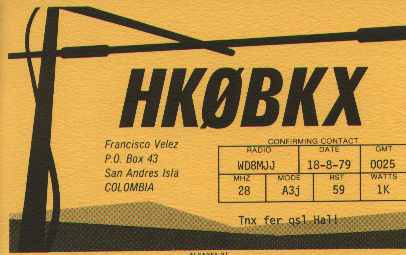 HKØBKX
Francisco Velez
P.O. Box 43
San Andres Isla
COLOMBIA
CONFIRMING CONTACT
RADIO DATE GMT
WD8MJJ 18-8-79 0025
MHZ MODE RST WATTS
28 A3j 59 1K
Tnx fer qsl Hal!